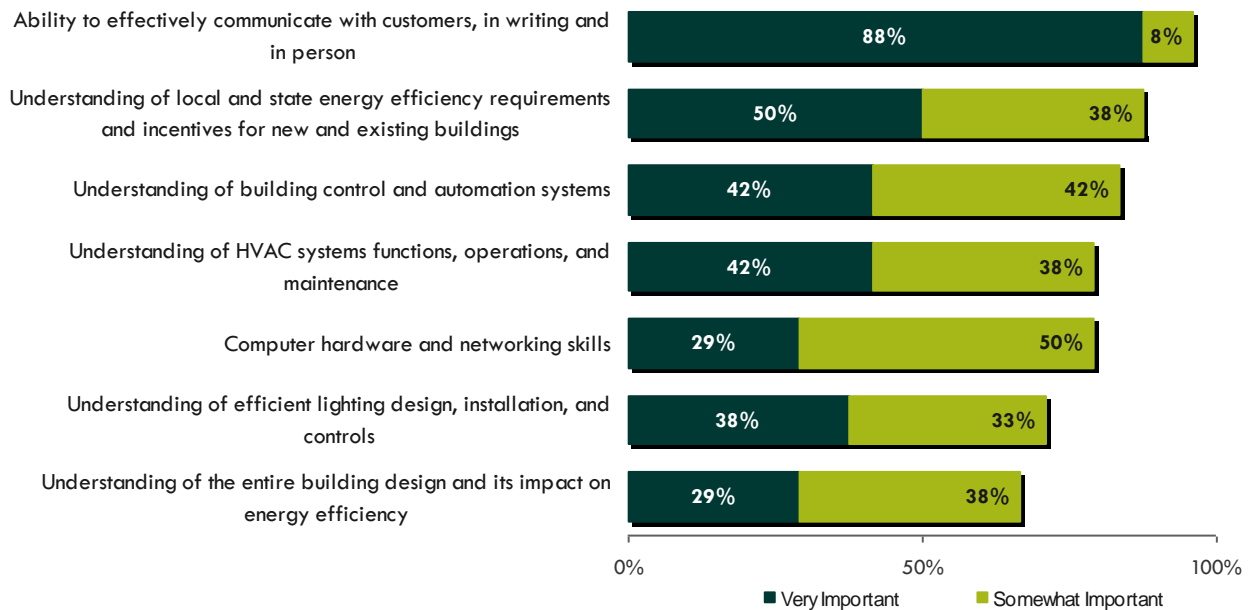 Ability to effectively communicate with customers, in writing and
in person
88%
8%
Understanding of local and state energy efficiency requirements
and incentives for new and existing buildings
50%
38%
Understanding of building control and automation systems
42%
42%
Understanding of HVAC systems functions, operations, and
maintenance
42%
38%
Computer hardware and networking skills
29%
50%
Understanding of efficient lighting design, installation, and
controls
38%
33%
Understanding of the entire building design and its impact on
energy efficiency
29%
38%
0%
50%
100%
Very Important
Somewhat Important